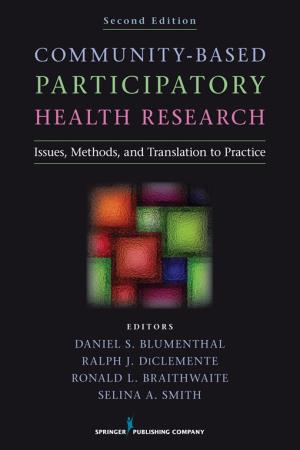 Second Edition
COMMUNITY-BASED
PARTICIPATORY
HEALTH RESEARCH
Issues, Methods, and Translation to Practice
EDITORS
DANIEL S. BLUMENTHAL
RALPH J. DiCLEMENTE
RONALD L. BRAITHWAITE
SELINA A. SMITH
SPRINGER PUBLISHING COMPANY